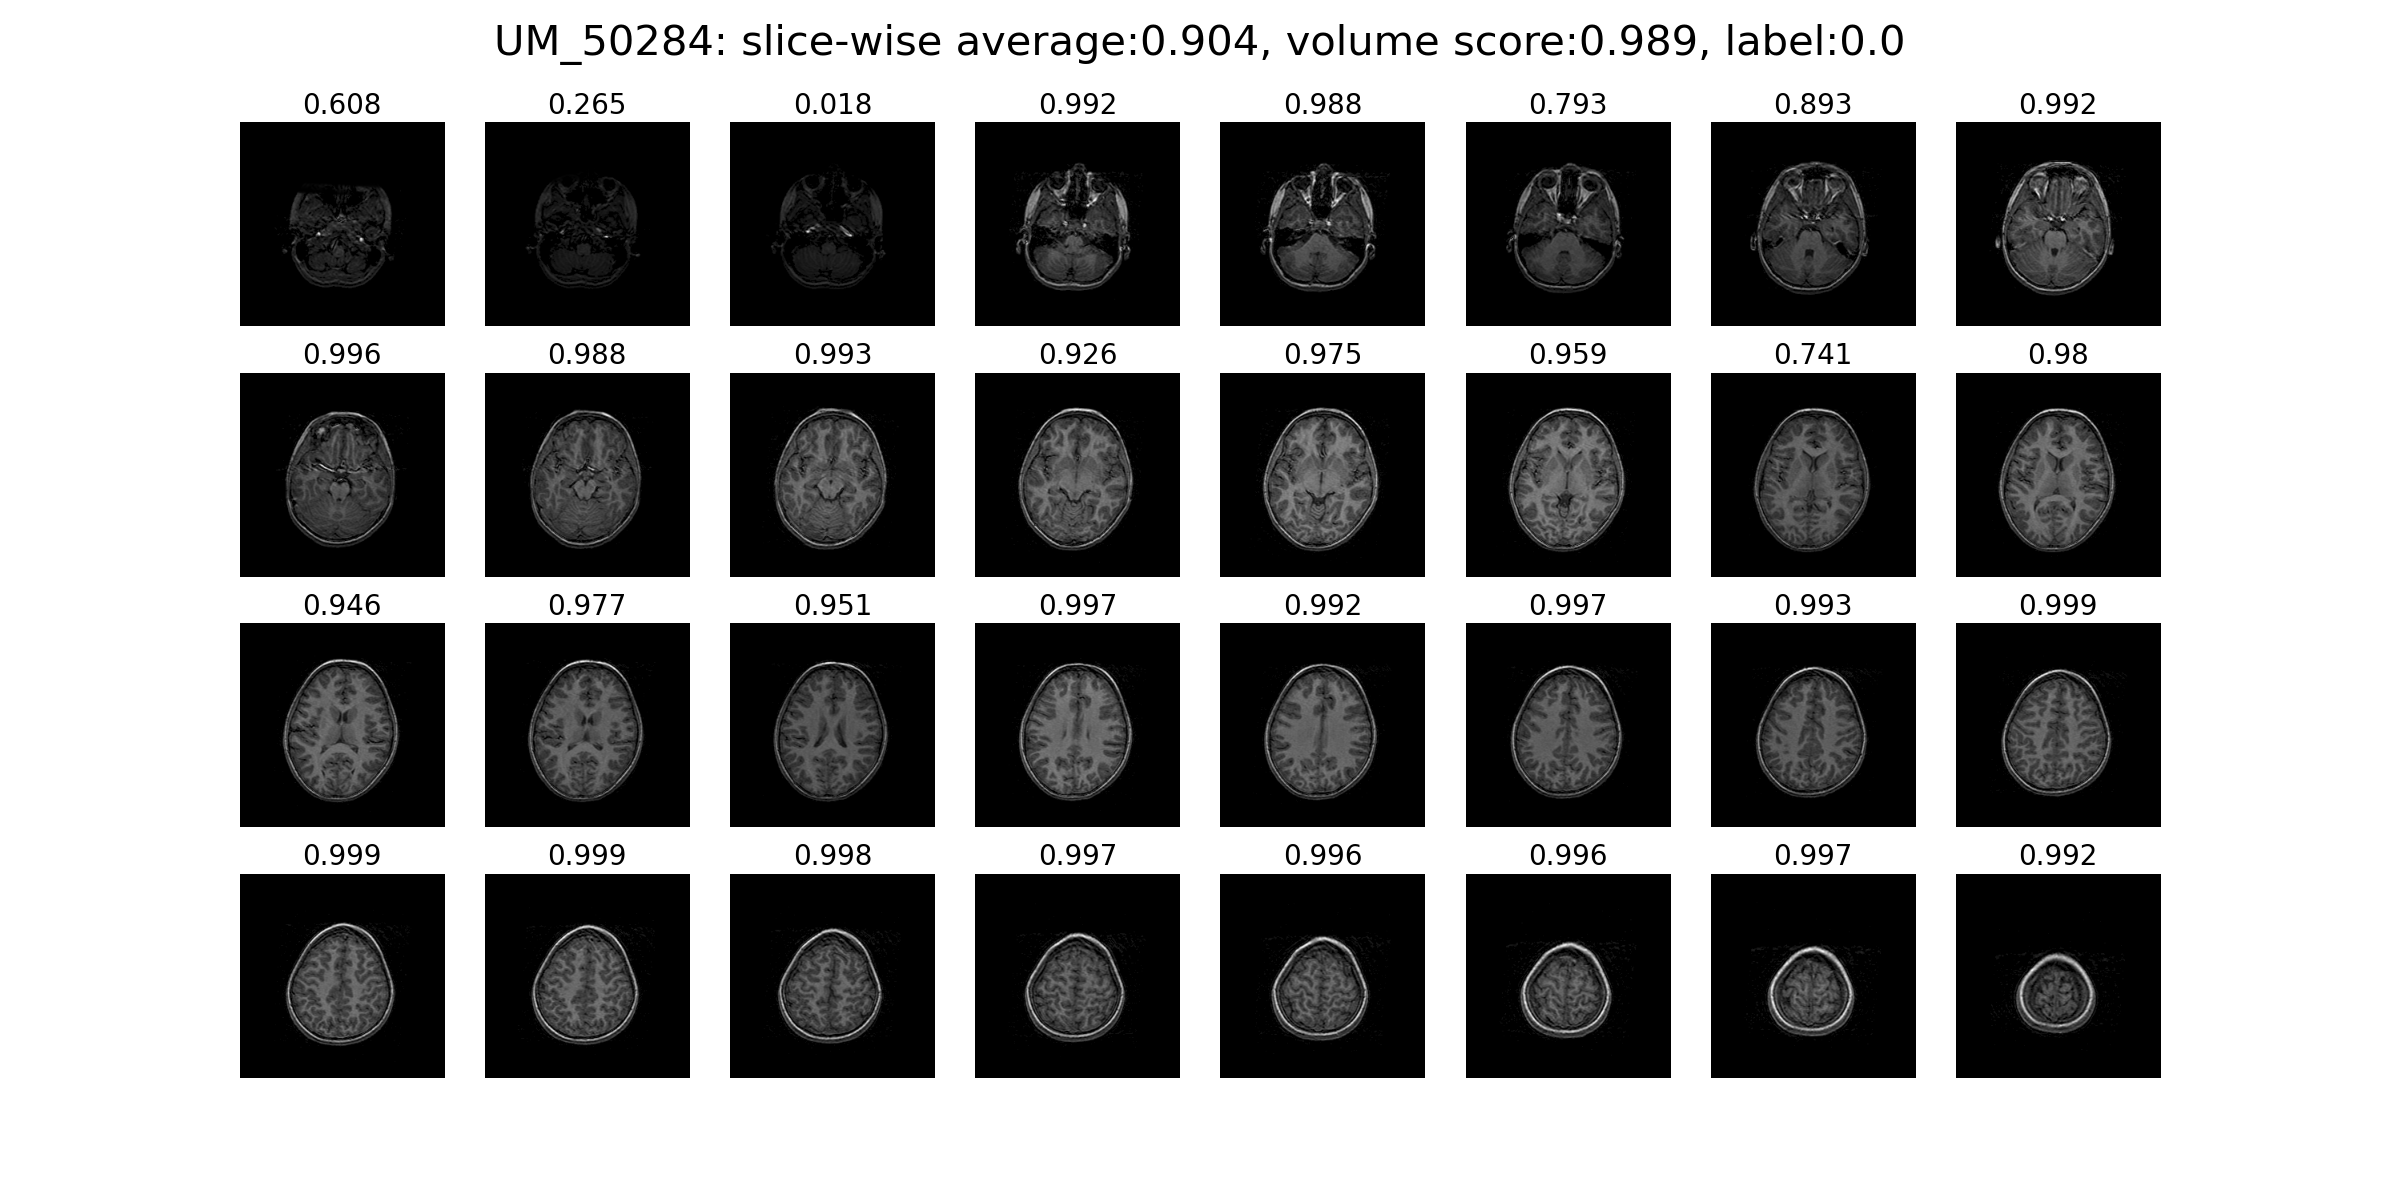 UM_50284: slice-wise average:0.904, volume score:0.989, label:0.0
0.608 0.265 0.018 0.992 0.988 0.793 0.893 0.992
0.996 0.988 0.993 0.926 0.975 0.959 0.741 0.98
0.946 0.977 0.951 0.997 0.992 0.997 0.993 0.999
0.999 0.999 0.998 0.997 0.996 0.996 0.997 0.992